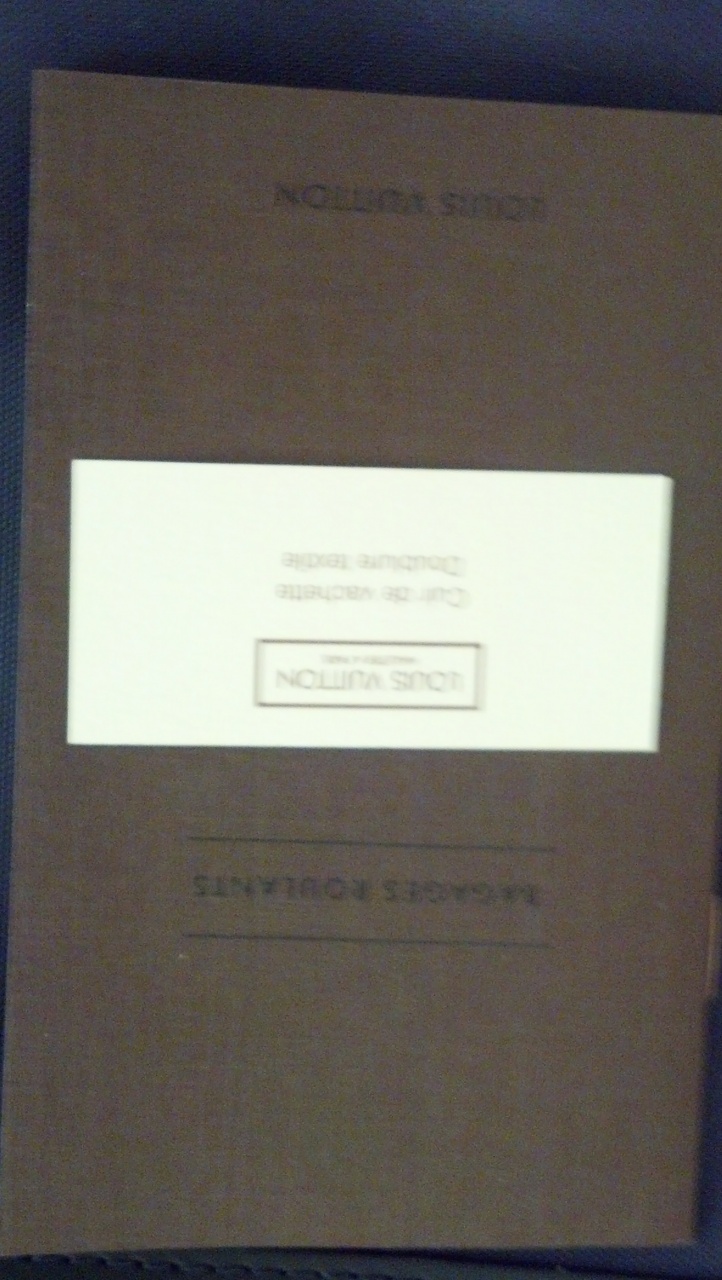 BAGAGES ROULANTS
LOUIS VUITTON
Cuir de vachette
Doublure textile
LOUIS VUITTON